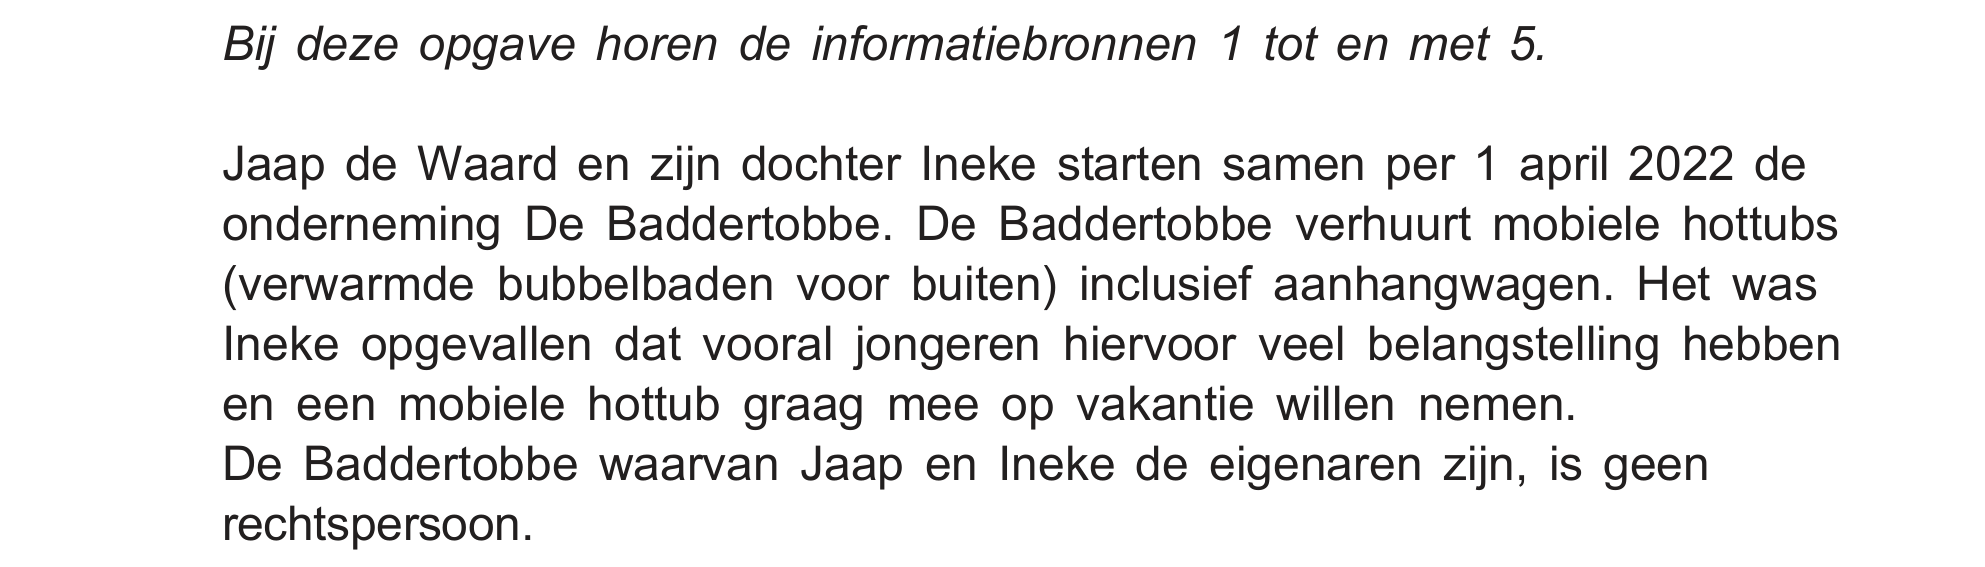 Bij deze opgave horen de informatiebronnen 1 tot en met 5.
Jaap de Waard en zijn dochter Ineke starten samen per 1 april 2022 de
onderneming De Baddertobbe. De Baddertobbe verhuurt mobiele hottubs
(verwarmde bubbelbaden voor buiten) inclusief aanhangwagen. Het was
Ineke opgevallen dat vooral jongeren hiervoor veel belangstelling hebben
en een mobiele hottub graag mee op vakantie willen nemen.
De Baddertobbe waarvan Jaap en Ineke de eigenaren zijn, is geen
rechtspersoon.